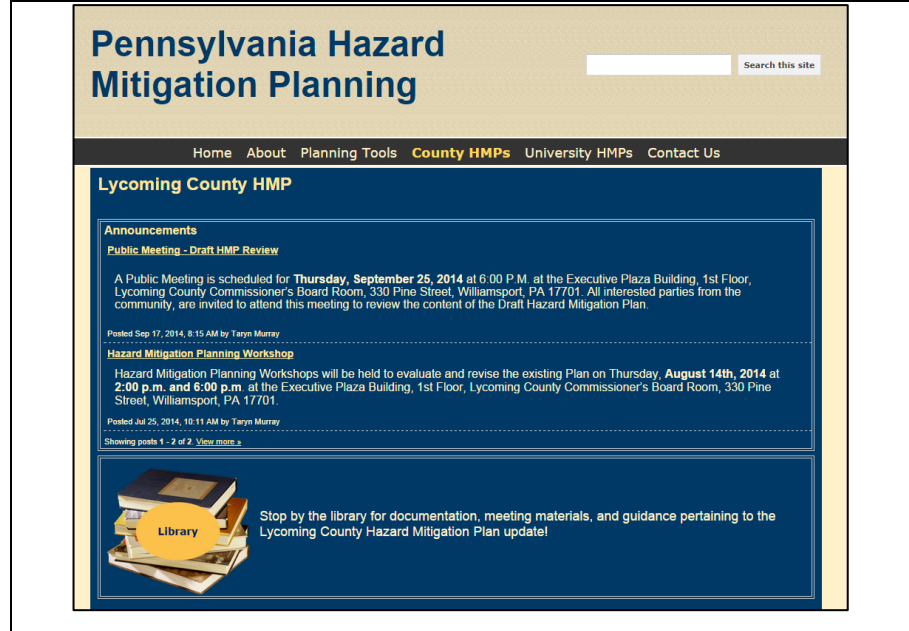 Pennsylvania Hazard
Mitigation Planning
Search this site
Home About Planning Tools County HMPs University HMPs Contact Us
Lycoming County HMP
Announcements
Public Meeting - Draft HMP Review
A Public Meeting is scheduled for Thursday, September 25, 2014 at 6:00 P.M. at the Executive Plaza Building, 1st Floor,
Lycoming County Commissioner's Board Room, 330 Pine Street, Williamsport, PA 17701. All interested parties from the
community, are invited to attend this meeting to review the content of the Draft Hazard Mitigation Plan.
Posted Sep 17, 2014, 8:15 AM by Taryn Murray
Hazard Mitigation Planning Workshop
Hazard Mitigation Planning Workshops will be held to evaluate and revise the existing Plan on Thursday, August 14th, 2014 at
2:00 p.m. and 6:00 p.m. at the Executive Plaza Building, 1st Floor, Lycoming County Commissioner's Board Room, 330 Pine
Street, Williamsport, PA 17701.
Posted Jul 25, 2014, 10:11 AM by Taryn Murray
Showing posts 1 - 2 of 2. View more »
Library
Stop by the library for documentation, meeting materials, and guidance pertaining to the
Lycoming County Hazard Mitigation Plan update!